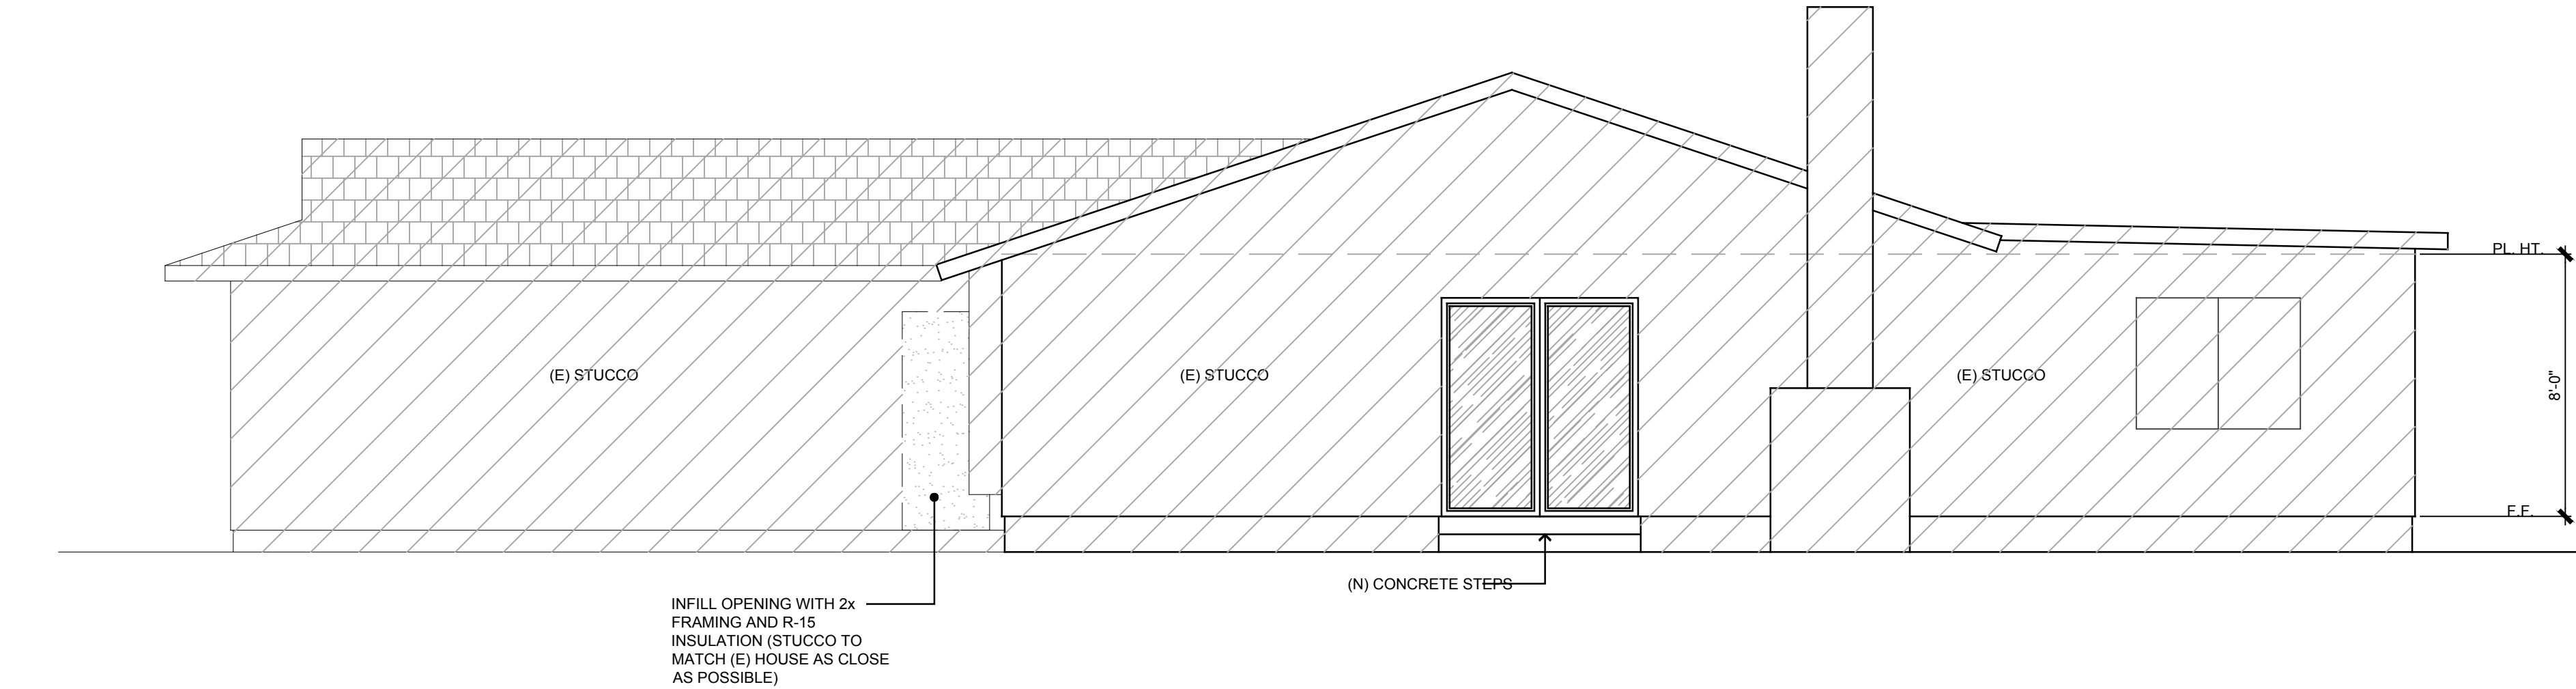 PL. HT.
(E) STUCCO
(E) STUCCO
(E) STUCCO
8'-0"
F.F.
(N) CONCRETE STEPS
INFILL OPENING WITH 2x
FRAMING AND R-15
INSULATION (STUCCO TO
MATCH (E) HOUSE AS CLOSE
AS POSSIBLE)